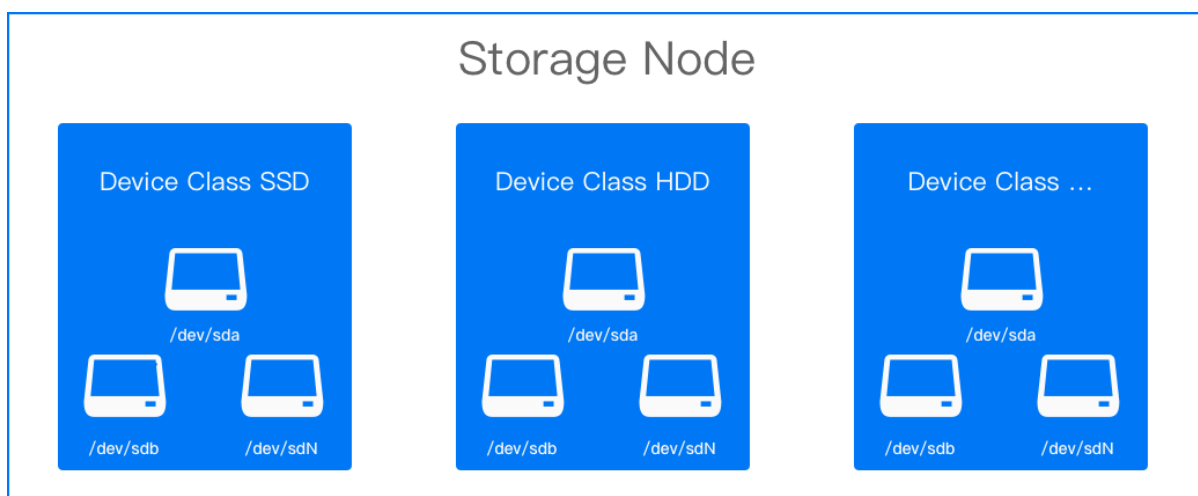 Storage Node
Device Class SSD
/dev/sda
/dev/sdb
/dev/sdN
Device Class HDD
/dev/sda
/dev/sdb
/dev/sdN
Device Class ...
/dev/sda
/dev/sdb
/dev/sdN